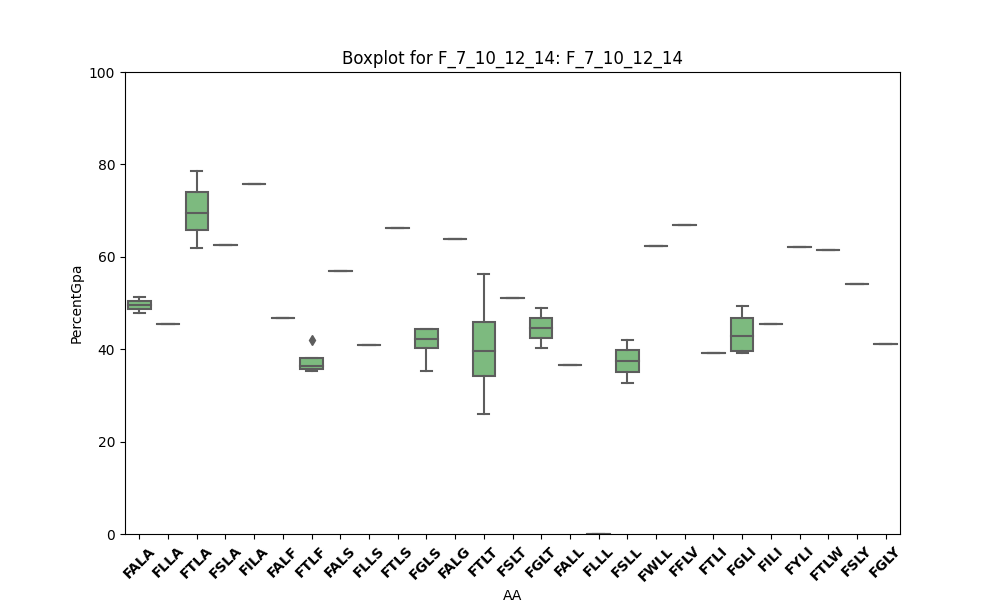 Boxplot for F_7_10_12_14: F_7_10_12_14
100
80
60
40
20
0
PercentGpa
FALA FLLA FTLA FSLA FILA FALF FTLF FALS FLLS FTLS FGLS FALG FTLT FSLT FGLT FALL FLLL FSLL FWLL FFLV FTLI FGLI FILI FYLI FTLW FSLY FGLY
AA